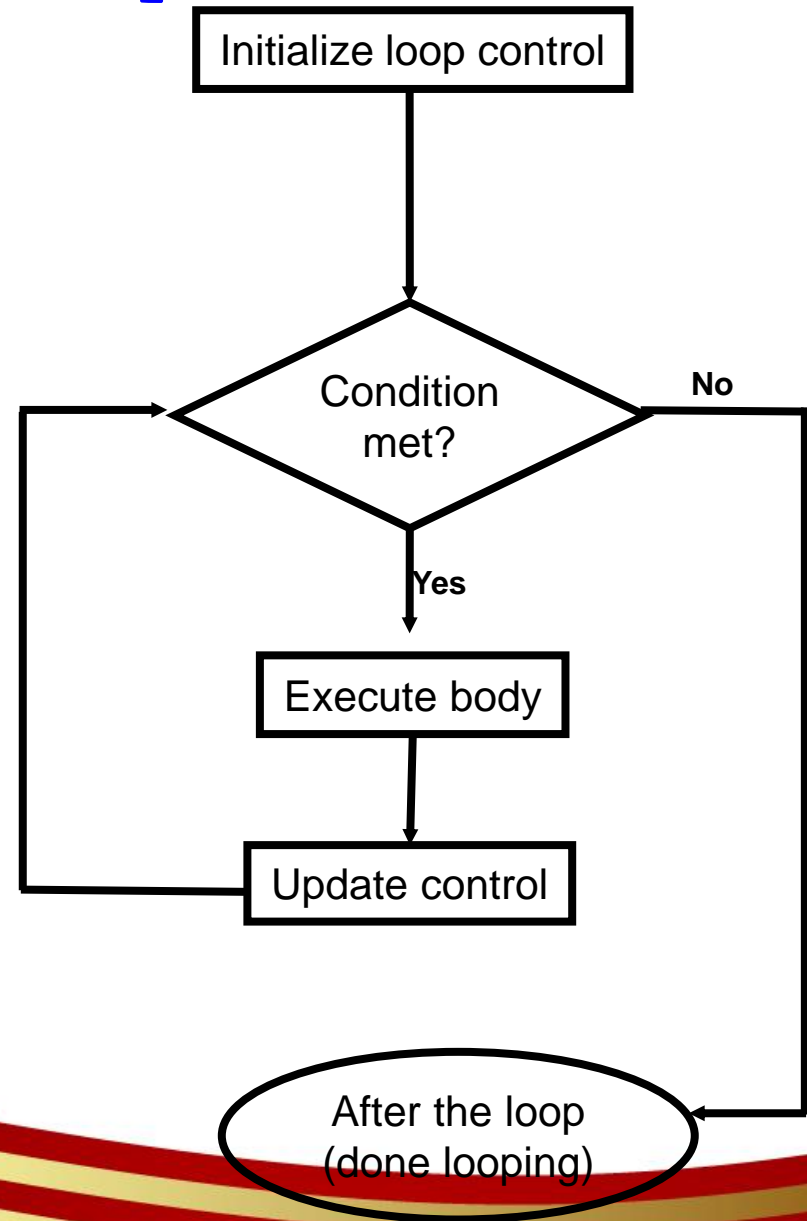 Initialize loop control
Condition
met?
No
Yes
Execute body
Update control
After the loop
(done looping)